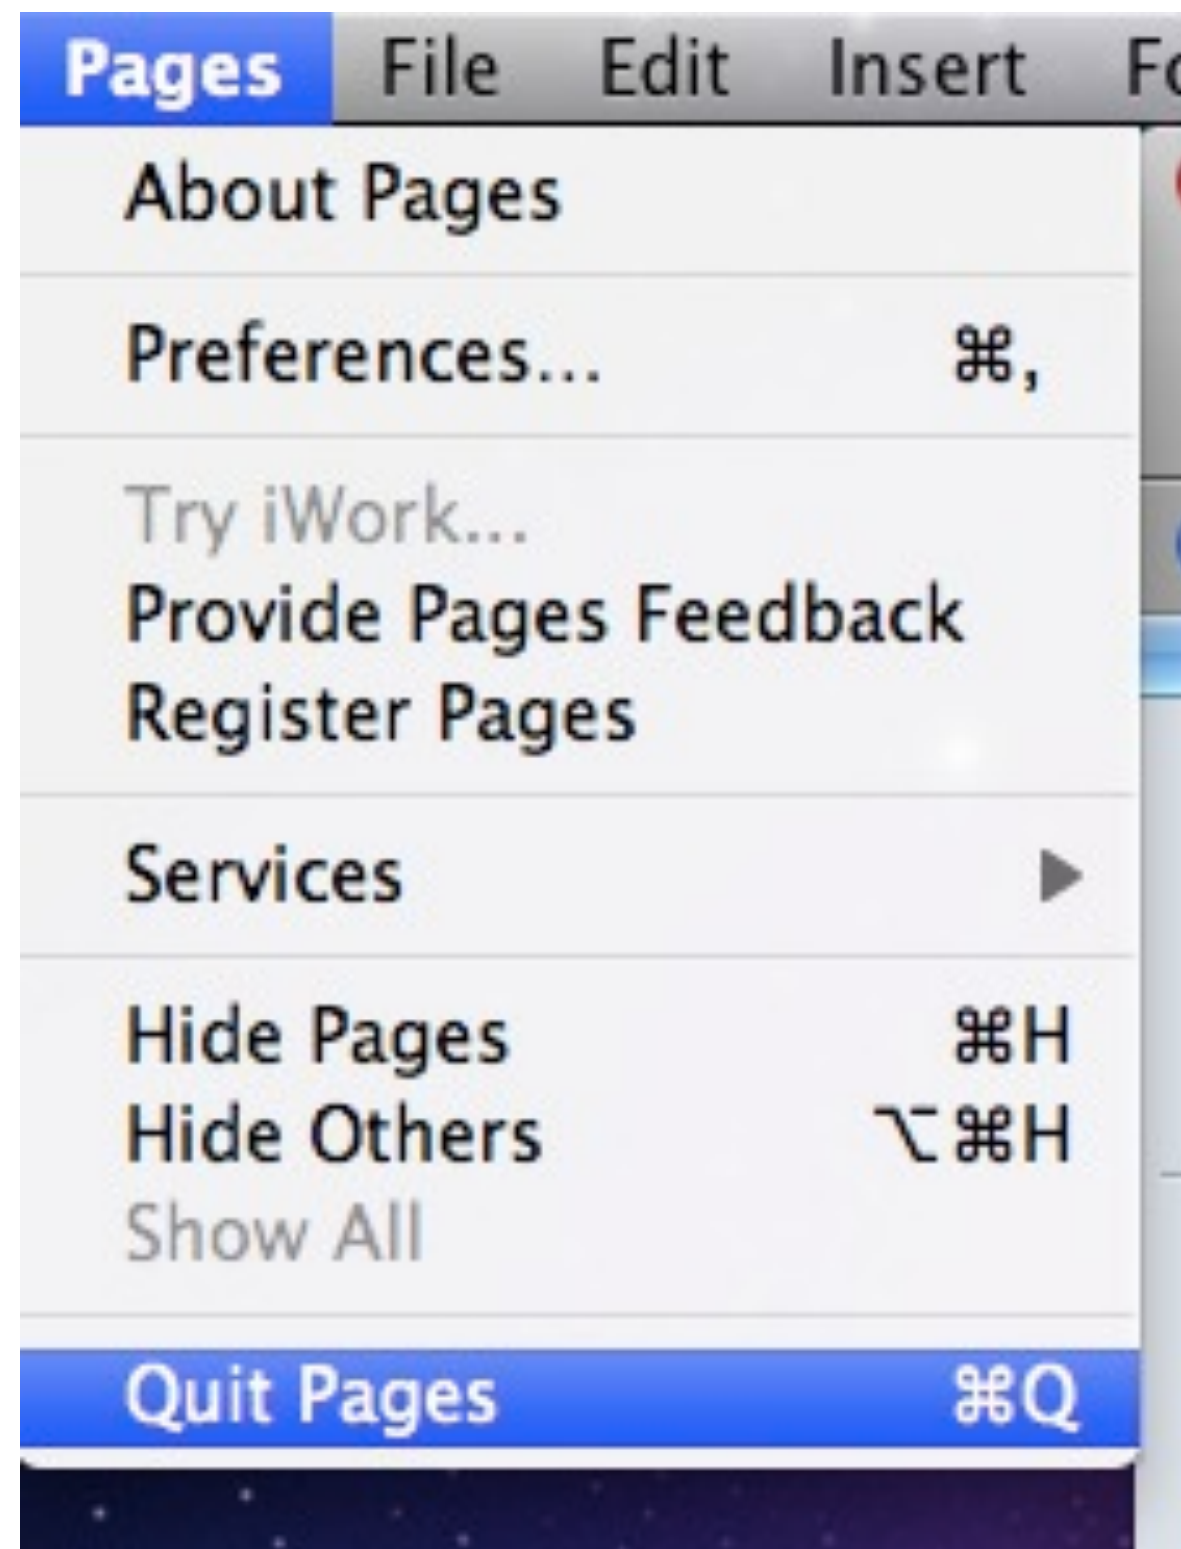 Pages File Edit Insert Fo
About Pages
Preferences... ⌘,
Try iWork...
Provide Pages Feedback
Register Pages
Services ▶
Hide Pages ⌘H
Hide Others ⌥⌘H
Show All
Quit Pages ⌘Q